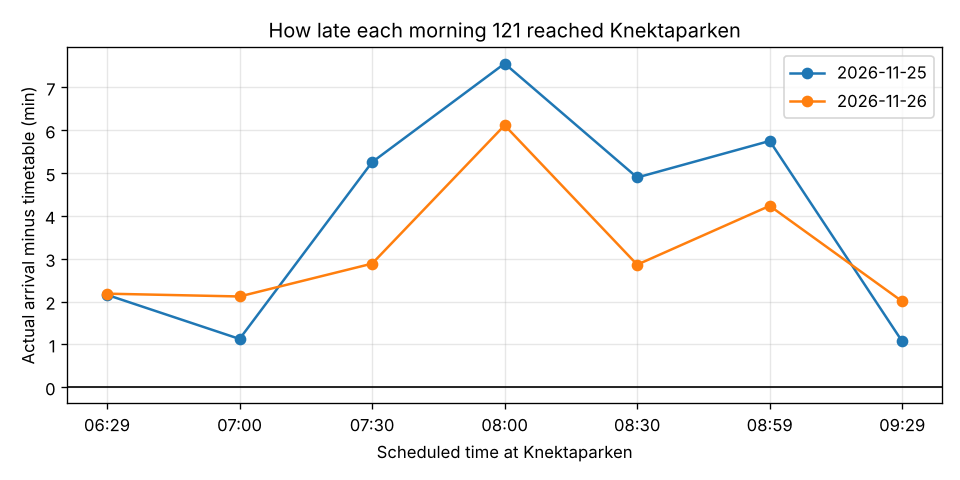 How late each morning 121 reached Knektaparken
Actual arrival minus timetable (min)
7
6
5
4
3
2
1
0
2026-11-25
2026-11-26
06:29 07:00 07:30 08:00 08:30 08:59 09:29
Scheduled time at Knektaparken